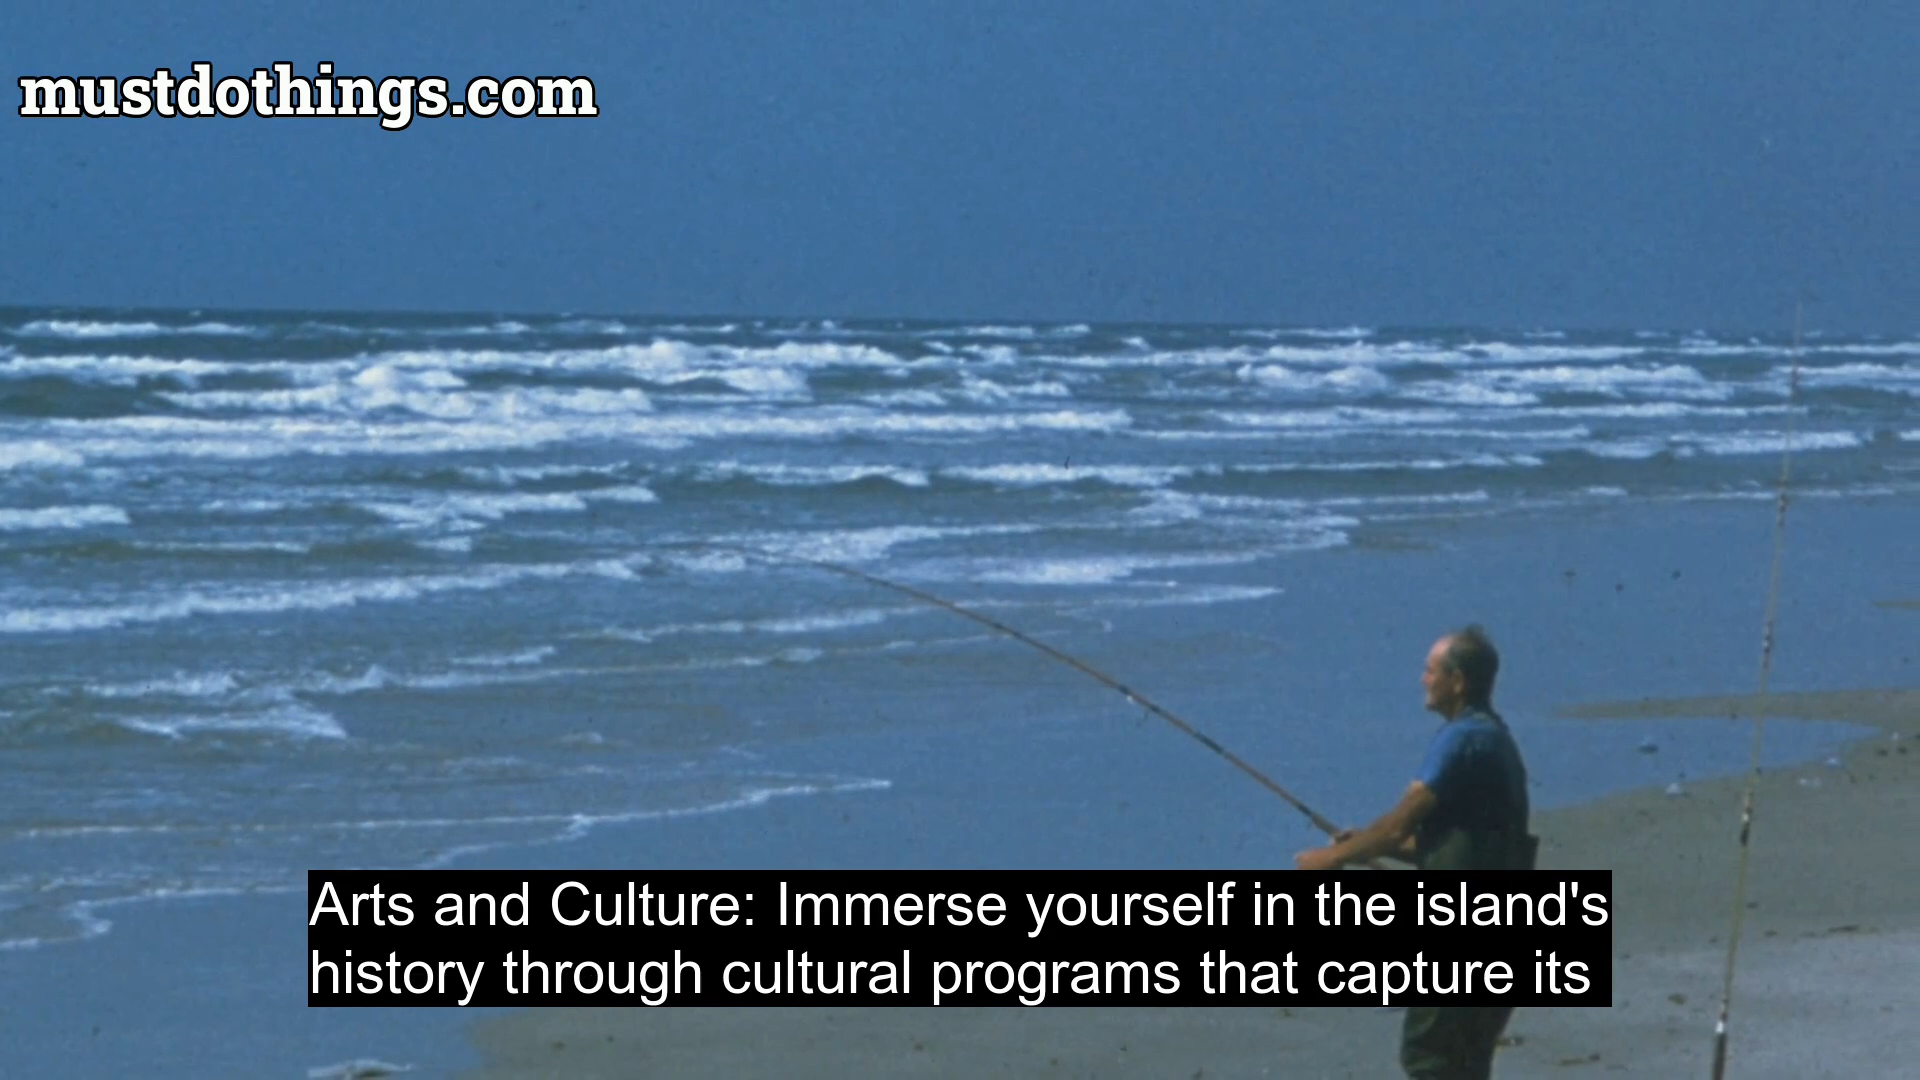 mustdothings.com
Arts and Culture: Immerse yourself in the island's
history through cultural programs that capture its